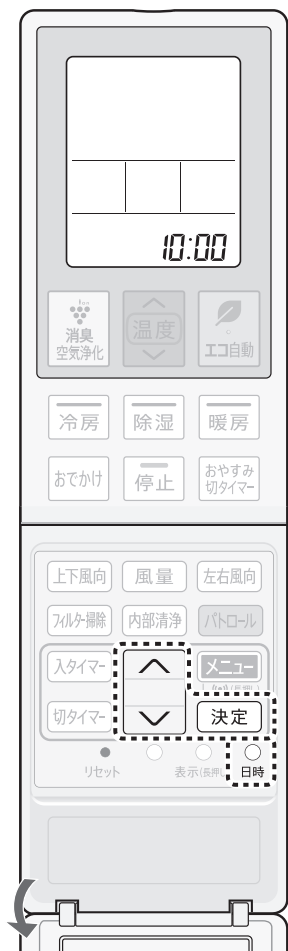 10:00
ion
消臭
空気浄化
温度
エコ自動
冷房
除湿
暖房
おでかけ
停止
おやすみ
切タイマー
上下風向
風量
左右風向
フィルター掃除
内部清浄
パトロール
入タイマー
メニュー
切タイマー
決定
リセット
表示(長押し
日時